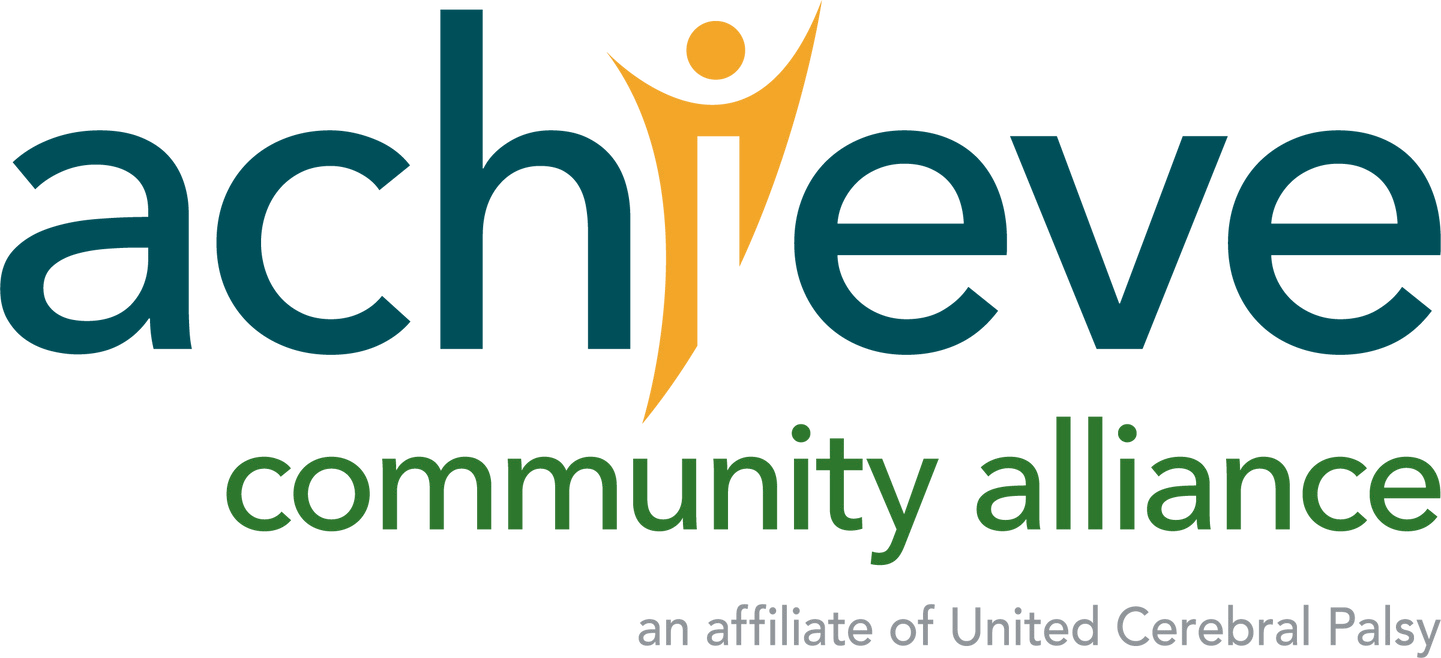 achieve
community alliance
an affiliate of United Cerebral Palsy